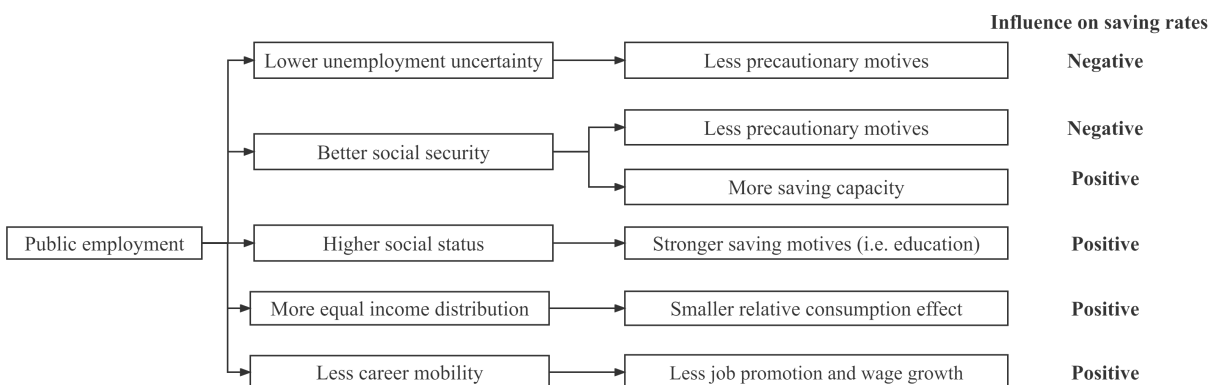 Influence on saving rates
Lower unemployment uncertainty
Less precautionary motives
Negative
Better social security
Less precautionary motives
Negative
More saving capacity
Positive
Public employment
Higher social status
Stronger saving motives (i.e. education)
Positive
More equal income distribution
Smaller relative consumption effect
Positive
Less career mobility
Less job promotion and wage growth
Positive